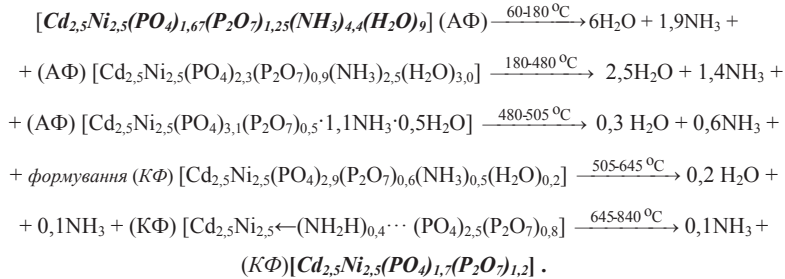 [Cd2,5Ni2,5(PO4)1,67(P2O7)1,25(NH3)4,4(H2O)9] (АФ) —60-180 °C→ 6H2O + 1,9NH3 +
+ (АФ) [Cd2,5Ni2,5(PO4)2,3(P2O7)0,9(NH3)2,5(H2O)3,0] —180-480 °C→ 2,5H2O + 1,4NH3 +
+ (АФ) [Cd2,5Ni2,5(PO4)3,1(P2O7)0,5·1,1NH3·0,5H2O] —480-505 °C→ 0,3 H2O + 0,6NH3 +
+ формування (КФ) [Cd2,5Ni2,5(PO4)2,9(P2O7)0,6(NH3)0,5(H2O)0,2] —505-645 °C→ 0,2 H2O +
+ 0,1NH3 + (КФ) [Cd2,5Ni2,5←(NH2H)0,4··· (PO4)2,5(P2O7)0,8] —645-840 °C→ 0,1NH3 +
(КФ)[Cd2,5Ni2,5(PO4)1,7(P2O7)1,2] .